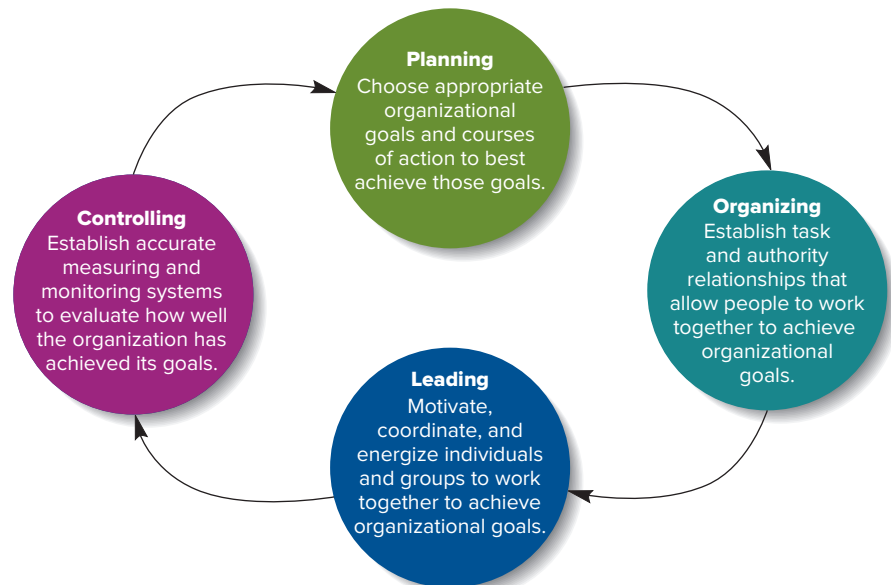 Planning
Choose appropriate
organizational
goals and courses
of action to best
achieve those goals.
Organizing
Establish task
and authority
relationships that
allow people to work
together to achieve
organizational
goals.
Leading
Motivate,
coordinate, and
energize individuals
and groups to work
together to achieve
organizational goals.
Controlling
Establish accurate
measuring and
monitoring systems
to evaluate how well
the organization has
achieved its goals.